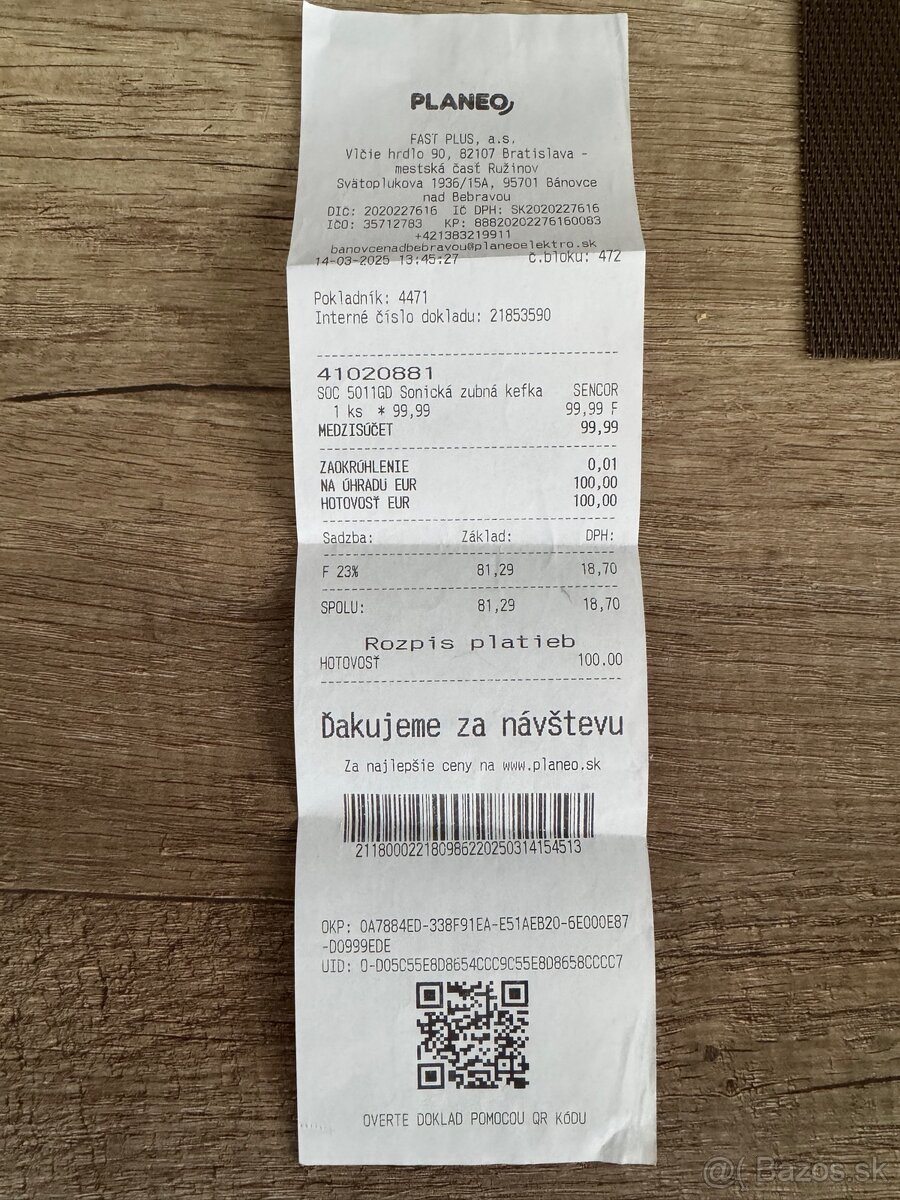 PLANEO
FAST PLUS, a.s.
Vlčie hrdlo 90, 82107 Bratislava -
mestská časť Ružinov
Svätoplukova 1936/15A, 95701 Bánovce
nad Bebravou
DIČ: 2020227616 IČ DPH: SK2020227616
IČO: 35712783 KP: 88820202276160083
+421383219911
banovcenadbebravou@planeoelektro.sk
14-03-2025 13:45:27 č.bloku: 472
Pokladník: 4471
Interné číslo dokladu: 21853590
41020881
SOC 5011GD Sonická zubná kefka SENCOR
1 ks * 99,99 99,99 F
MEDZISÚČET 99,99
ZAOKRÚHLENIE 0,01
NA ÚHRADU EUR 100,00
HOTOVOSŤ EUR 100,00
Sadzba: Základ: DPH:
F 23% 81,29 18,70
SPOLU: 81,29 18,70
Rozpis platieb
HOTOVOSŤ 100.00
Ďakujeme za návštevu
Za najlepšie ceny na www.planeo.sk
211800022180986220250314154513
OKP: 0A7884ED-338F91EA-E51AEB20-6E000E87
-D0999EDE
UID: O-D05C55E8D8654CCC9C55E8D8658CCCC7
OVERTE DOKLAD POMOCOU QR KÓDU
@( Bazos.sk